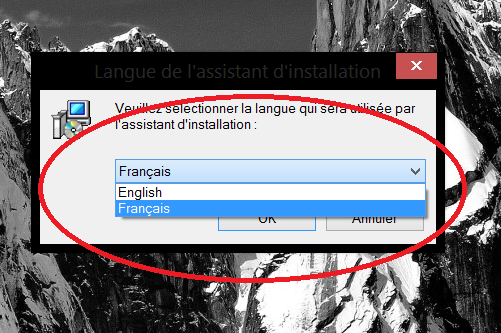 Langue de l'assistant d'installation
Veuillez sélectionner la langue qui sera utilisée par
l'assistant d'installation :
Français
English
Français
OK Annuler